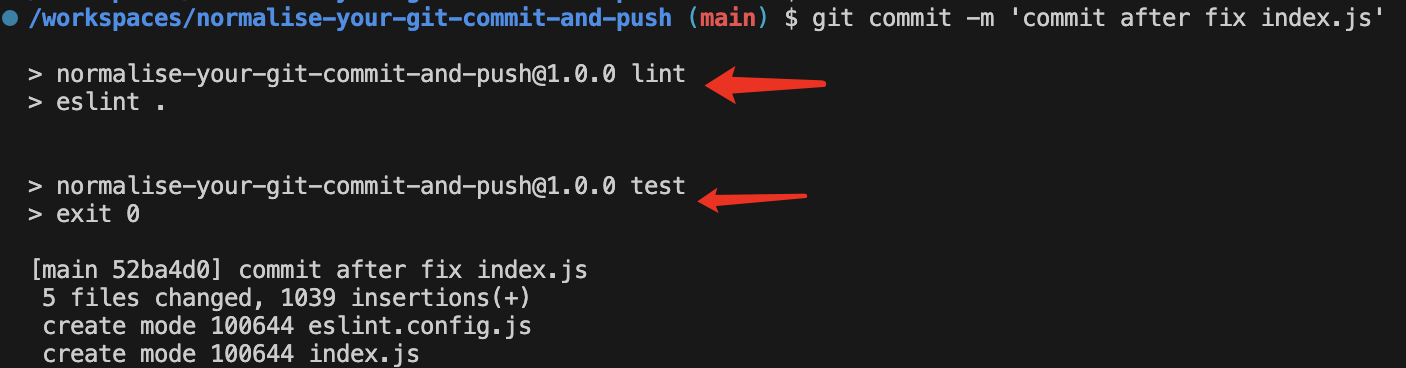 /workspaces/normalise-your-git-commit-and-push (main) $ git commit -m 'commit after fix index.js'
> normalise-your-git-commit-and-push@1.0.0 lint
> eslint .
> normalise-your-git-commit-and-push@1.0.0 test
> exit 0
[main 52ba4d0] commit after fix index.js
5 files changed, 1039 insertions(+)
create mode 100644 eslint.config.js
create mode 100644 index.js